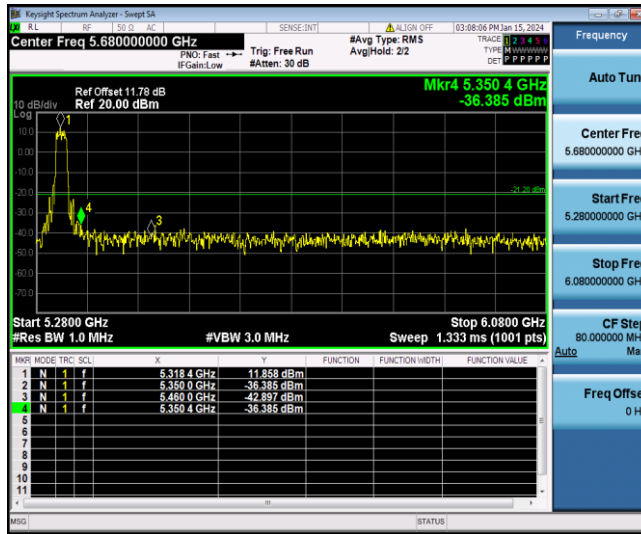 Keysight Spectrum Analyzer - Swept SA
RL RF 50 Ω AC SENSE:INT ALIGN OFF 03:08:06 PM Jan 15, 2024
Center Freq 5.680000000 GHz
PNO: Fast
IFGain:Low
Trig: Free Run
#Atten: 30 dB
#Avg Type: RMS
Avg|Hold: 2/2
TRACE 1 2 3 4 5 6
TYPE M WWWWW
DET P P P P P P
Frequency
Ref Offset 11.78 dB
Ref 20.00 dBm
Mkr4 5.350 4 GHz
-36.385 dBm
10 dB/div
Log
10.0
0.00
-10.0
-20.0
-30.0
-40.0
-50.0
-60.0
-70.0
1
4
3
-21.20 dBm
Start 5.2800 GHz
Stop 6.0800 GHz
#Res BW 1.0 MHz
#VBW 3.0 MHz
Sweep 1.333 ms (1001 pts)
MKR MODE TRC SCL X Y FUNCTION FUNCTION WIDTH FUNCTION VALUE
1 N 1 f 5.318 4 GHz 11.858 dBm
2 N 1 f 5.350 0 GHz -36.385 dBm
3 N 1 f 5.460 0 GHz -42.897 dBm
4 N 1 f 5.350 4 GHz -36.385 dBm
5
6
7
8
9
10
11
MSG
STATUS
Auto Tun
Center Fre
5.680000000 GH
Start Fre
5.280000000 GH
Stop Fre
6.080000000 GH
CF Ste
80.000000 MH
Auto Ma
Freq Offse
0 H